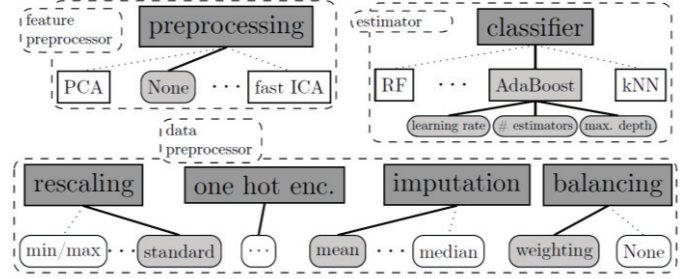 feature
preprocessor
preprocessing
PCA
None
···
fast ICA
estimator
classifier
RF
···
AdaBoost
kNN
learning rate
# estimators
max. depth
data
preprocessor
rescaling
one hot enc.
imputation
balancing
min/max
···
standard
···
mean
···
median
weighting
None